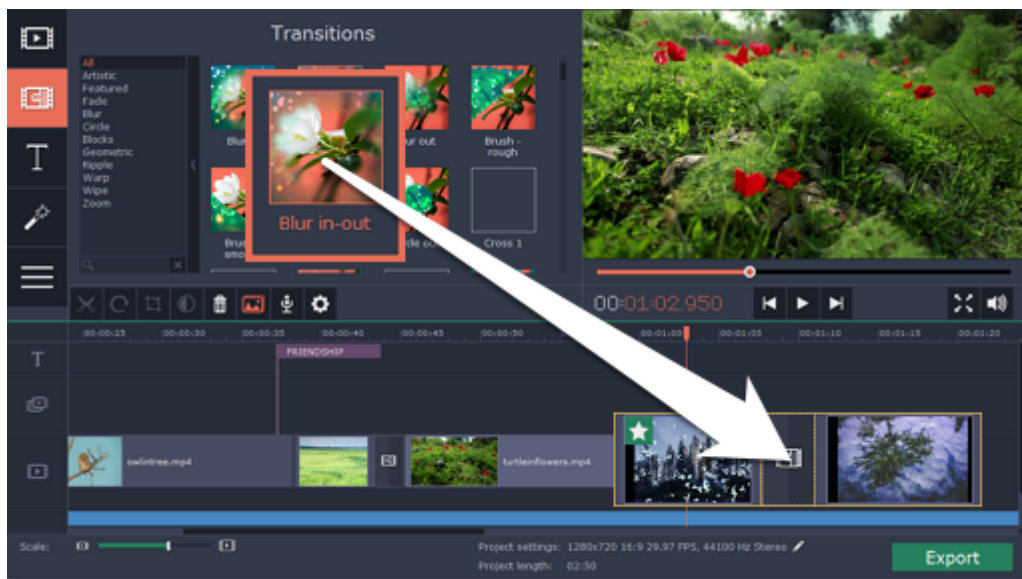 Transitions
All
Artistic
Featured
Fade
Blur
Circle
Blocks
Geometric
Ripple
Warp
Wipe
Zoom
Blur in-out
ur out
Brush -
rough
Cross 1
00:01:02.950
00:00:25 00:00:30 00:00:35 00:00:40 00:00:45 00:00:50 00:01:00 00:01:05 00:01:10 00:01:15 00:01:20
T
T
FRIENDSHIP
owlintree.mp4
turtleinflowers.mp4
Scale:
Project settings: 1280x720 16:9 29.97 FPS, 44100 Hz Stereo
Project length: 02:50
Export